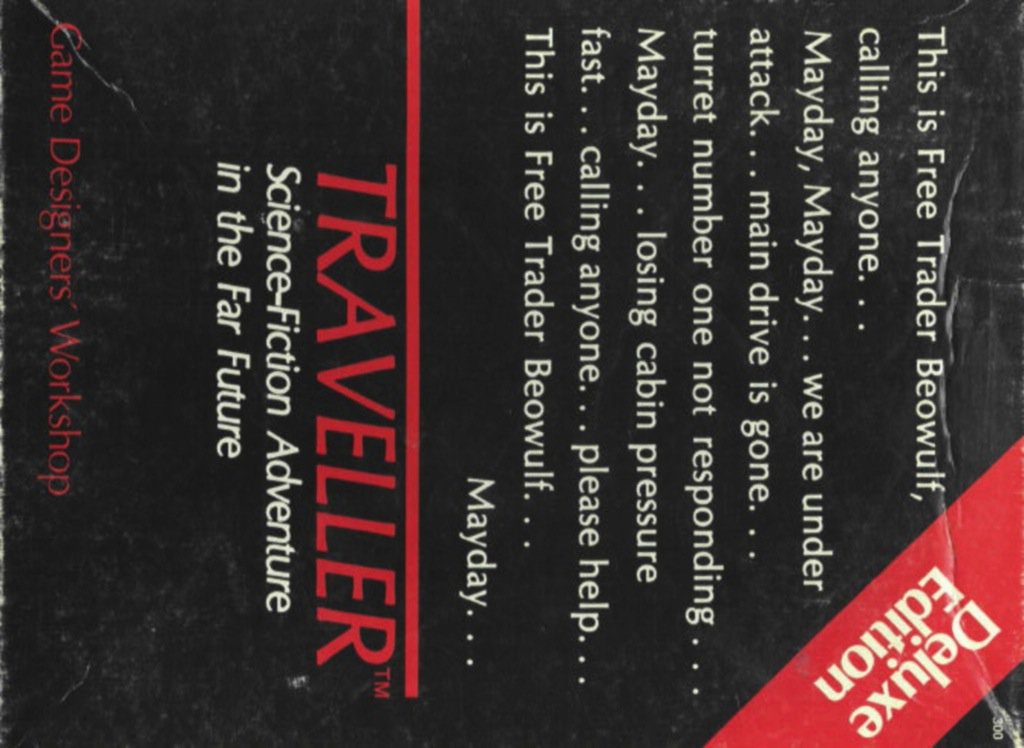 300
Deluxe
Edition
This is Free Trader Beowulf,
calling anyone. . .
Mayday, Mayday. . . we are under
attack. . . main drive is gone. . .
turret number one not responding. . .
Mayday. . . losing cabin pressure
fast. . . calling anyone. . . please help. . .
This is Free Trader Beowulf. . .
Mayday. . .
TRAVELLER™
Science-Fiction Adventure
in the Far Future
Game Designers' Workshop